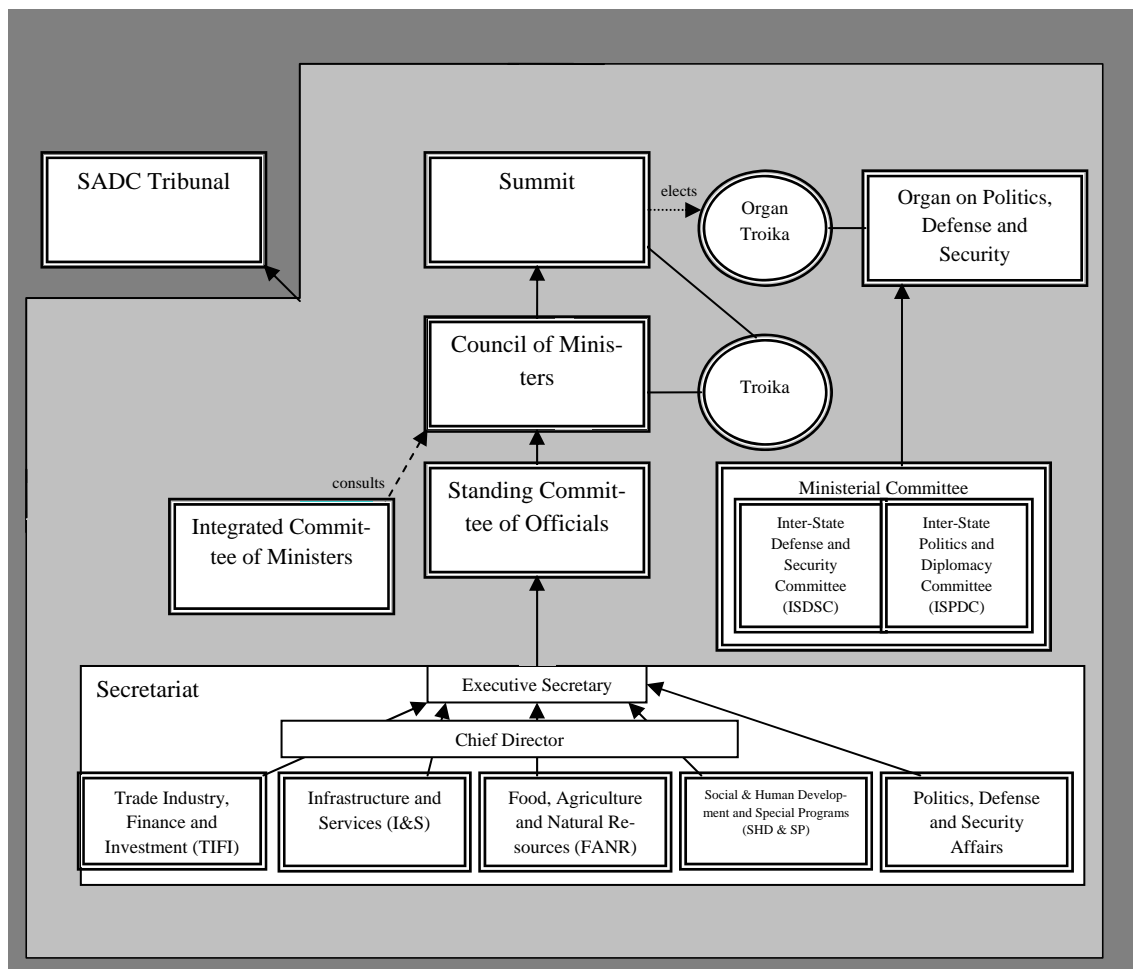 SADC Tribunal
Summit
elects
Organ
Troika
Organ on Politics,
Defense and
Security
Council of Minis-
ters
Troika
consults
Integrated Commit-
tee of Ministers
Standing Commit-
tee of Officials
Ministerial Committee
Inter-State
Defense and
Security
Committee
(ISDSC)
Inter-State
Politics and
Diplomacy
Committee
(ISPDC)
Secretariat
Executive Secretary
Chief Director
Trade Industry,
Finance and
Investment (TIFI)
Infrastructure and
Services (I&S)
Food, Agriculture
and Natural Re-
sources (FANR)
Social & Human Develop-
ment and Special Programs
(SHD & SP)
Politics, Defense
and Security
Affairs